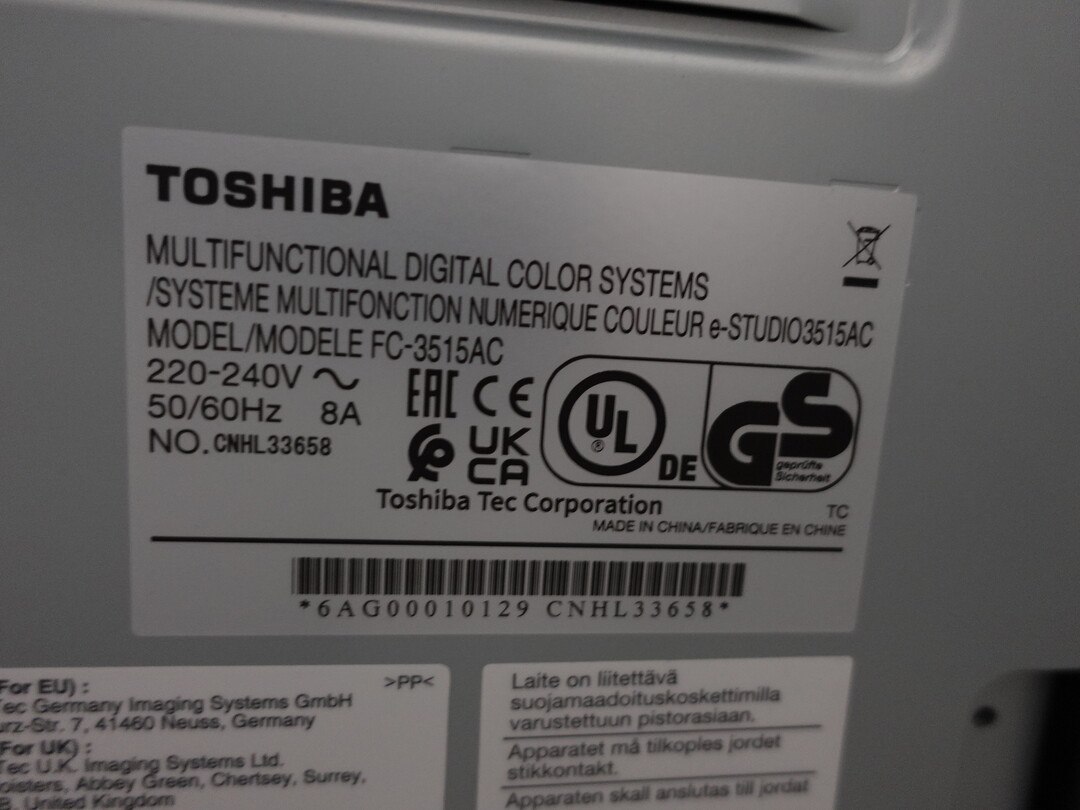 TOSHIBA
MULTIFUNCTIONAL DIGITAL COLOR SYSTEMS
/SYSTEME MULTIFONCTION NUMERIQUE COULEUR e-STUDIO3515AC
MODEL/MODELE FC-3515AC
220-240V ~
50/60Hz 8A
NO. CNHL33658
EAC CE
UK
CA
UL
®
DE
GS
geprüfte
Sicherheit
Toshiba Tec Corporation
TC
MADE IN CHINA/FABRIQUE EN CHINE
*6AG00010129 CNHL33658*
For EU) :
>PP<
Tec Germany Imaging Systems GmbH
urz-Str. 7, 41460 Neuss, Germany
For UK) :
Tec U.K. Imaging Systems Ltd.
oisters, Abbey Green, Chertsey, Surrey,
B, United Kingdom
Laite on liitettävä
suojamaadoituskoskettimilla
varustettuun pistorasiaan.
Apparatet må tilkoples jordet
stikkontakt.
Apparaten skall anslutas till jordat